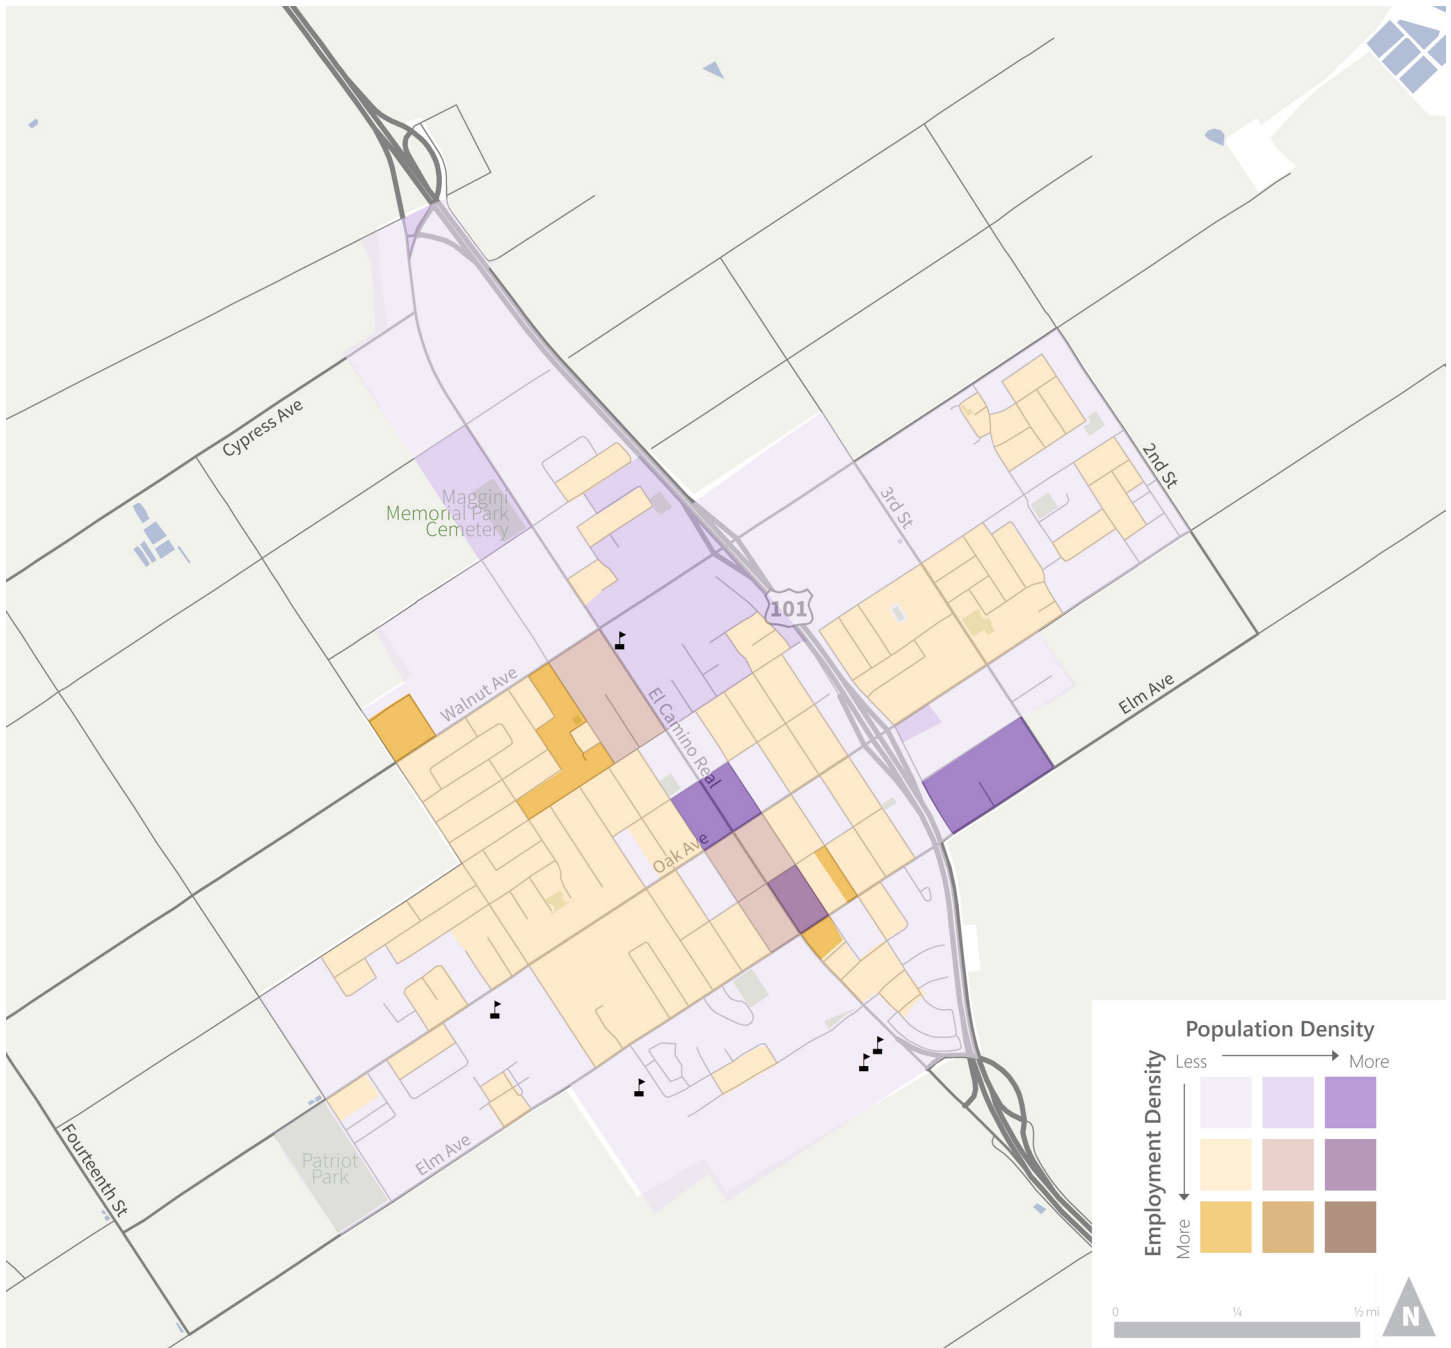 Cypress Ave
2nd St
3rd St
Maggini
Memorial Park
Cemetery
101
Walnut Ave
El Camino Real
Elm Ave
Oak Ave
Fourteenth St
Elm Ave
Patriot
Park
Population Density
Less
More
Employment Density
More
0
¼
½ mi
N